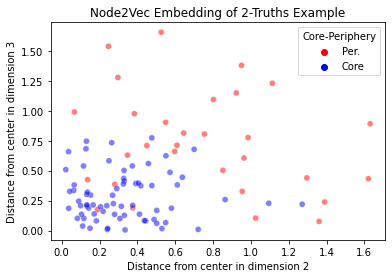 Node2Vec Embedding of 2-Truths Example
Core-Periphery
Per.
Core
Distance from center in dimension 3
1.50
1.25
1.00
0.75
0.50
0.25
0.00
0.0 0.2 0.4 0.6 0.8 1.0 1.2 1.4 1.6
Distance from center in dimension 2